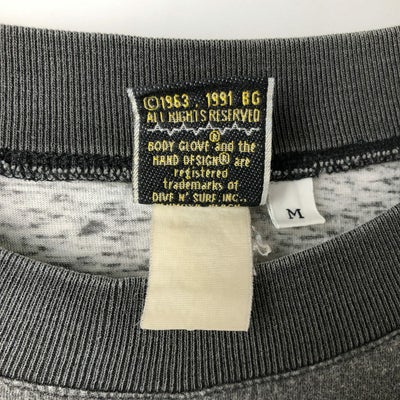 ©1963, 1991 BG
ALL RIGHTS RESERVED
®
BODY GLOVE and the
HAND DESIGN® are
registered
trademarks of
DIVE N' SURF, INC.
M